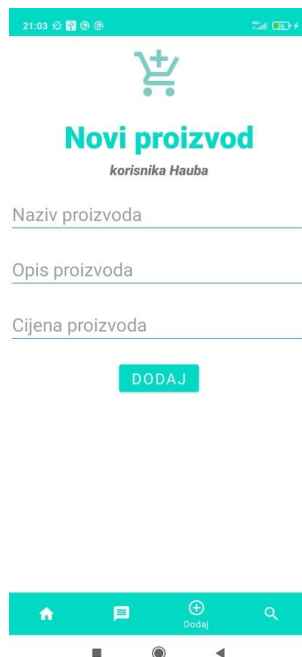 21:03
Novi proizvod
korisnika Hauba
Naziv proizvoda
Opis proizvoda
Cijena proizvoda
DODAJ
Dodaj